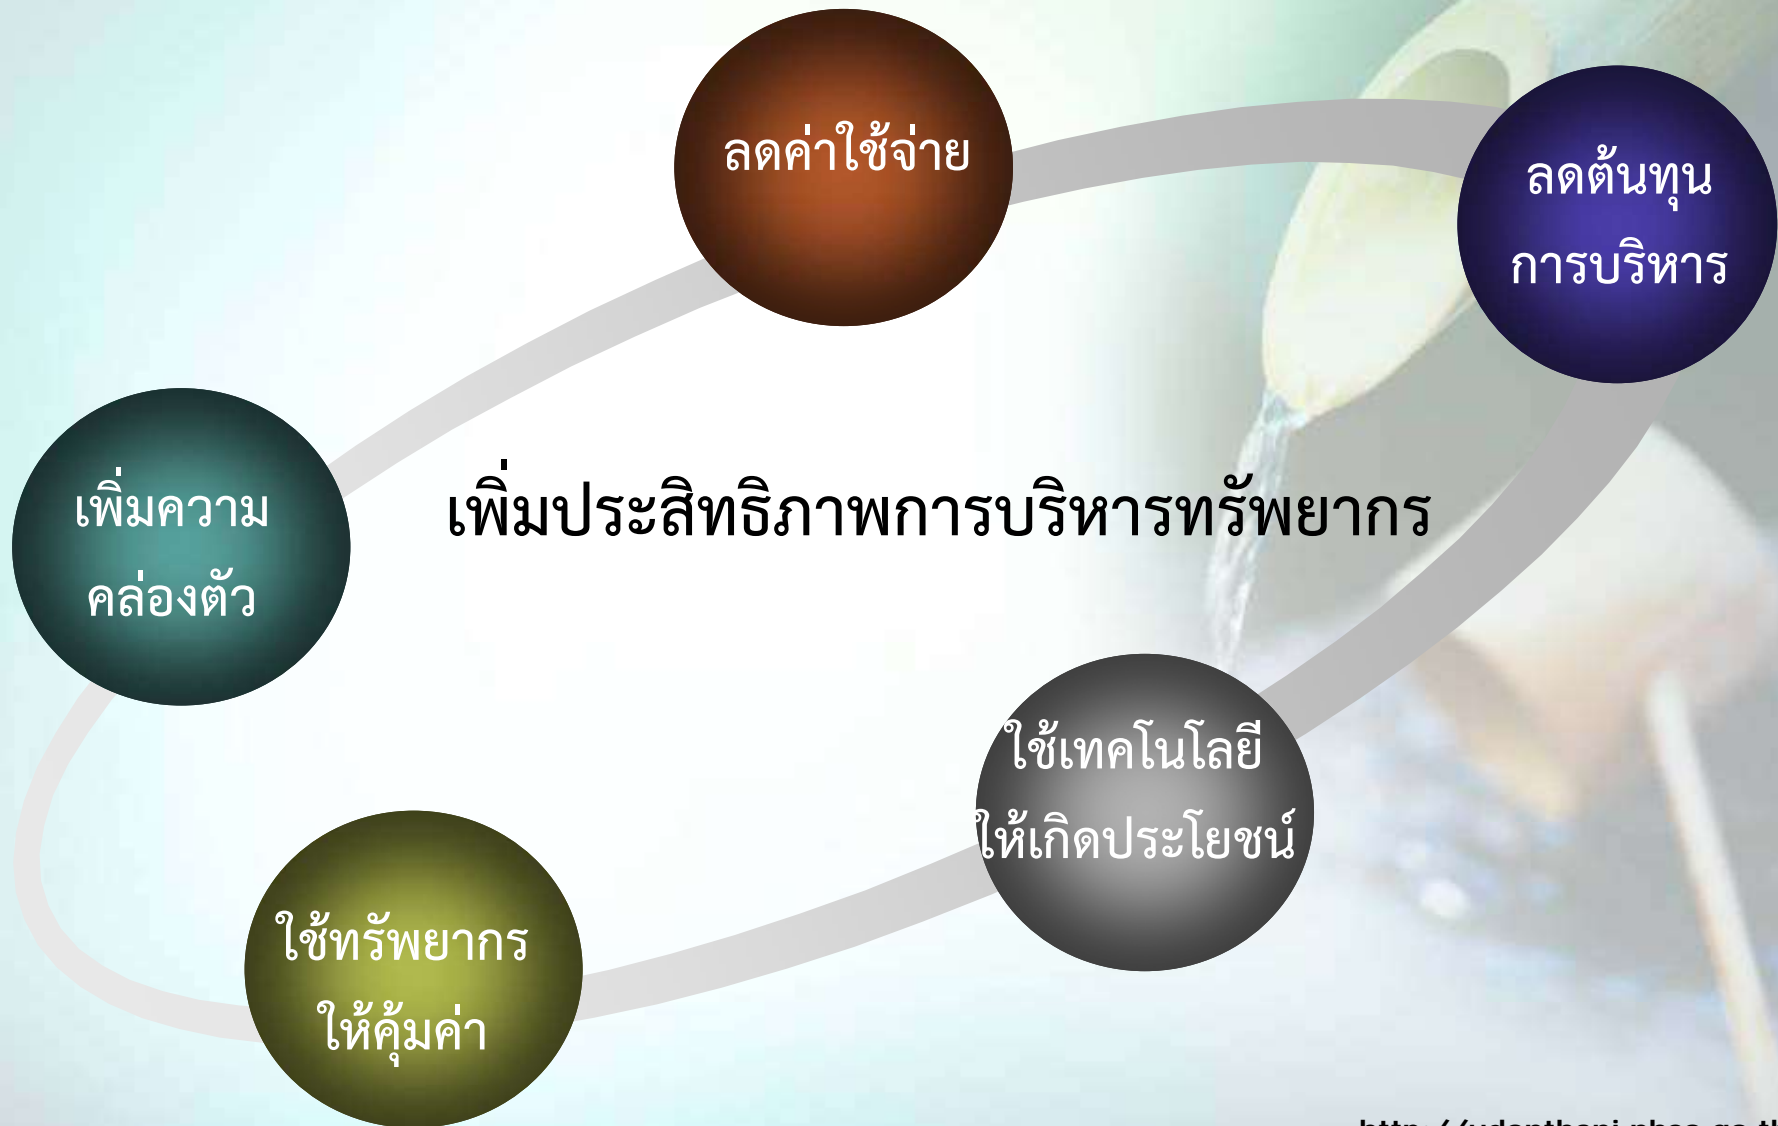 ลดค่าใช้จ่าย
ลดต้นทุน
การบริหาร
เพิ่มความ
คล่องตัว
เพิ่มประสิทธิภาพการบริหารทรัพยากร
ใช้เทคโนโลยี
ให้เกิดประโยชน์
ใช้ทรัพยากร
ให้คุ้มค่า